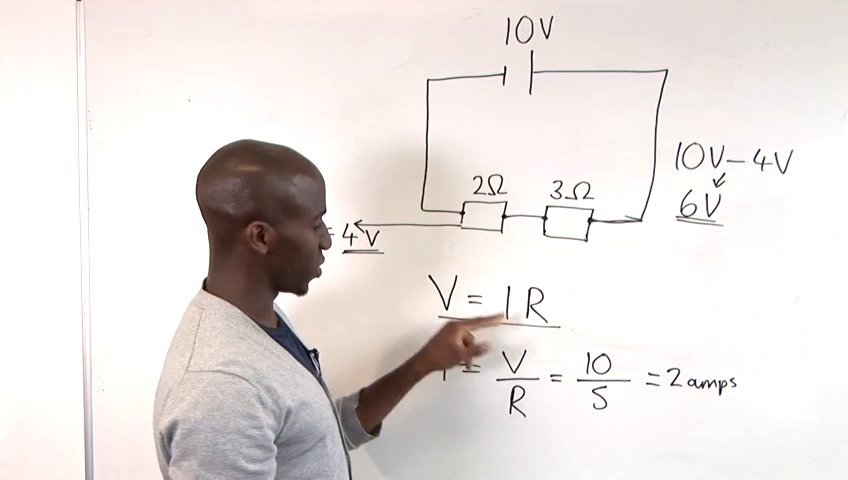 10V
10V – 4V
2Ω 3Ω
6V
= 4V
V = IR
I = V/R = 10/5 = 2 amps